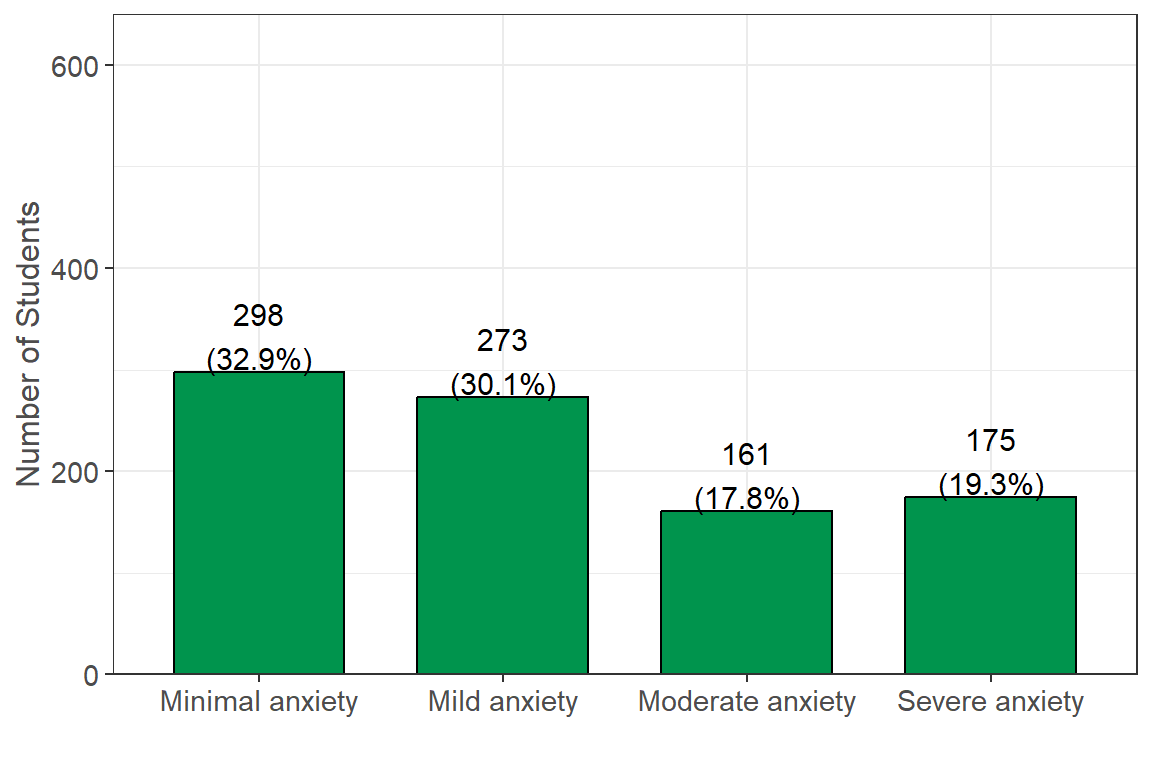 Number of Students
600
400
200
0
298
(32.9%)
273
(30.1%)
161
(17.8%)
175
(19.3%)
Minimal anxiety
Mild anxiety
Moderate anxiety
Severe anxiety